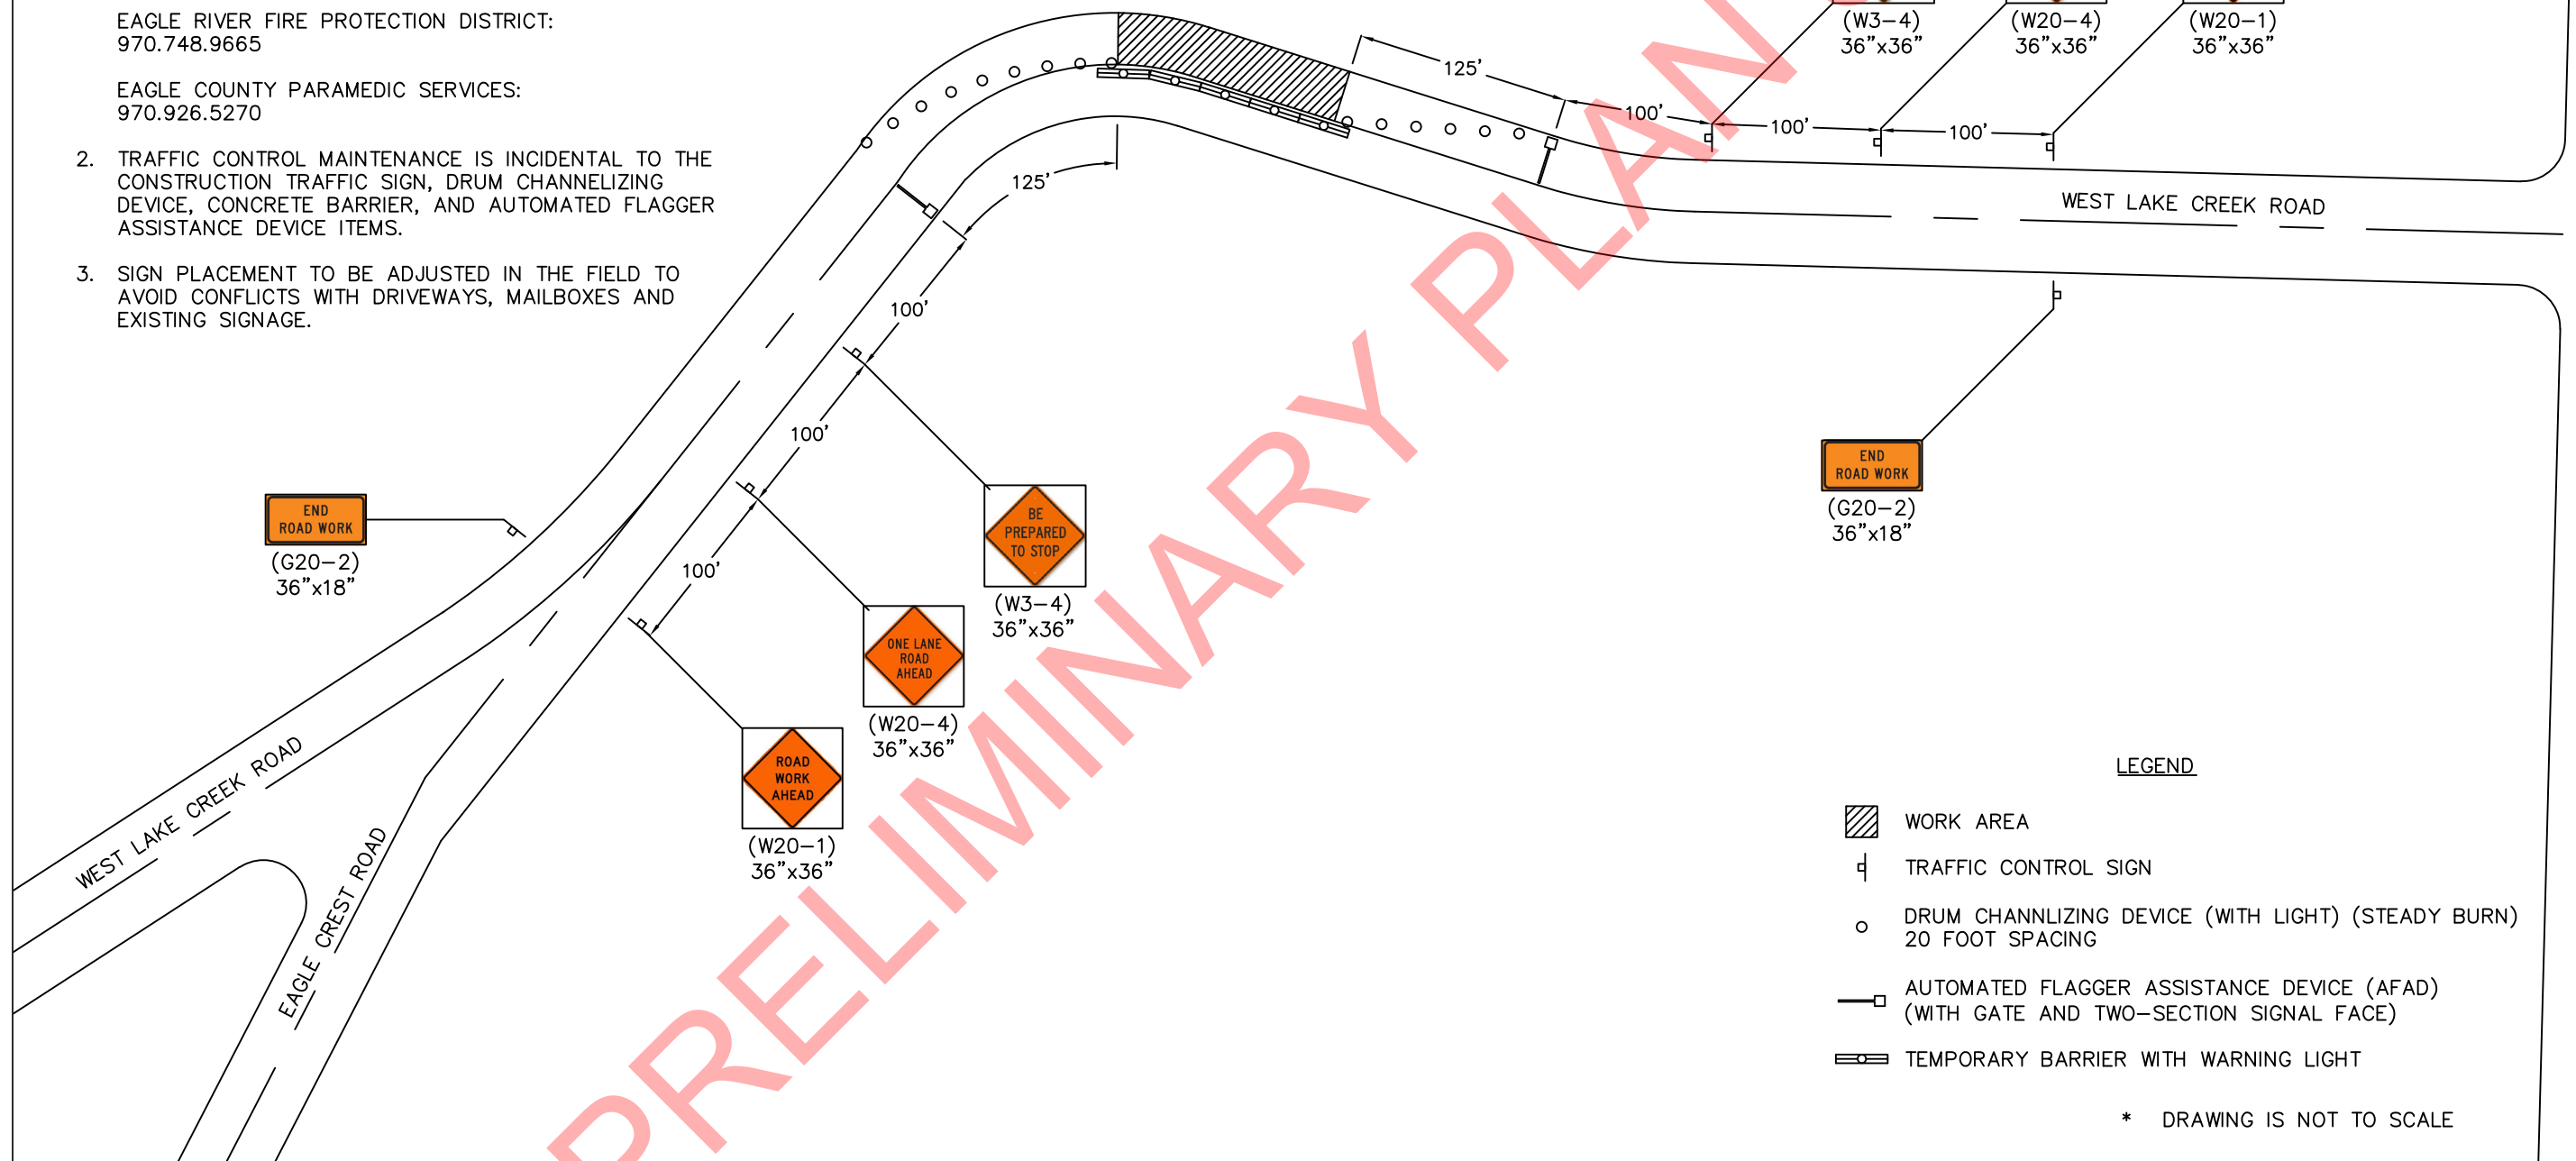 EAGLE RIVER FIRE PROTECTION DISTRICT:
970.748.9665
EAGLE COUNTY PARAMEDIC SERVICES:
970.926.5270
2. TRAFFIC CONTROL MAINTENANCE IS INCIDENTAL TO THE
CONSTRUCTION TRAFFIC SIGN, DRUM CHANNELIZING
DEVICE, CONCRETE BARRIER, AND AUTOMATED FLAGGER
ASSISTANCE DEVICE ITEMS.
3. SIGN PLACEMENT TO BE ADJUSTED IN THE FIELD TO
AVOID CONFLICTS WITH DRIVEWAYS, MAILBOXES AND
EXISTING SIGNAGE.
(W3-4)
36"x36"
(W20-4)
36"x36"
(W20-1)
36"x36"
125'
100'
100'
100'
WEST LAKE CREEK ROAD
125'
100'
100'
100'
END
ROAD WORK
(G20-2)
36"x18"
END
ROAD WORK
(G20-2)
36"x18"
BE
PREPARED
TO STOP
(W3-4)
36"x36"
ONE LANE
ROAD
AHEAD
(W20-4)
36"x36"
ROAD
WORK
AHEAD
(W20-1)
36"x36"
WEST LAKE CREEK ROAD
EAGLE CREST ROAD
PRELIMINARY PLAN
LEGEND
WORK AREA
TRAFFIC CONTROL SIGN
DRUM CHANNLIZING DEVICE (WITH LIGHT) (STEADY BURN)
20 FOOT SPACING
AUTOMATED FLAGGER ASSISTANCE DEVICE (AFAD)
(WITH GATE AND TWO-SECTION SIGNAL FACE)
TEMPORARY BARRIER WITH WARNING LIGHT
* DRAWING IS NOT TO SCALE